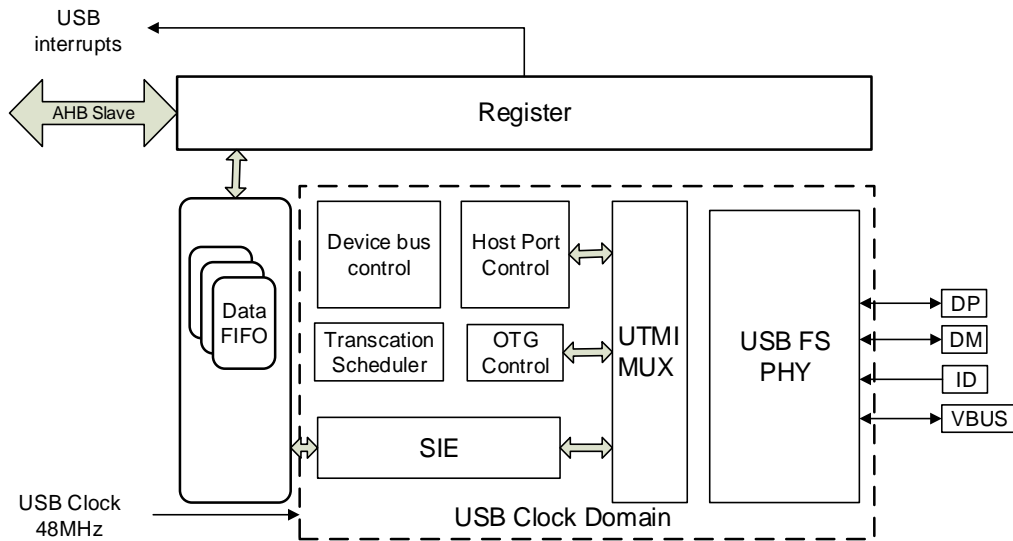 USB
interrupts
AHB Slave
Register
Device bus
control
Host Port
Control
Data
FIFO
Transcation
Scheduler
OTG
Control
UTMI
MUX
USB FS
PHY
DP
DM
ID
VBUS
SIE
USB Clock
48MHz
USB Clock Domain